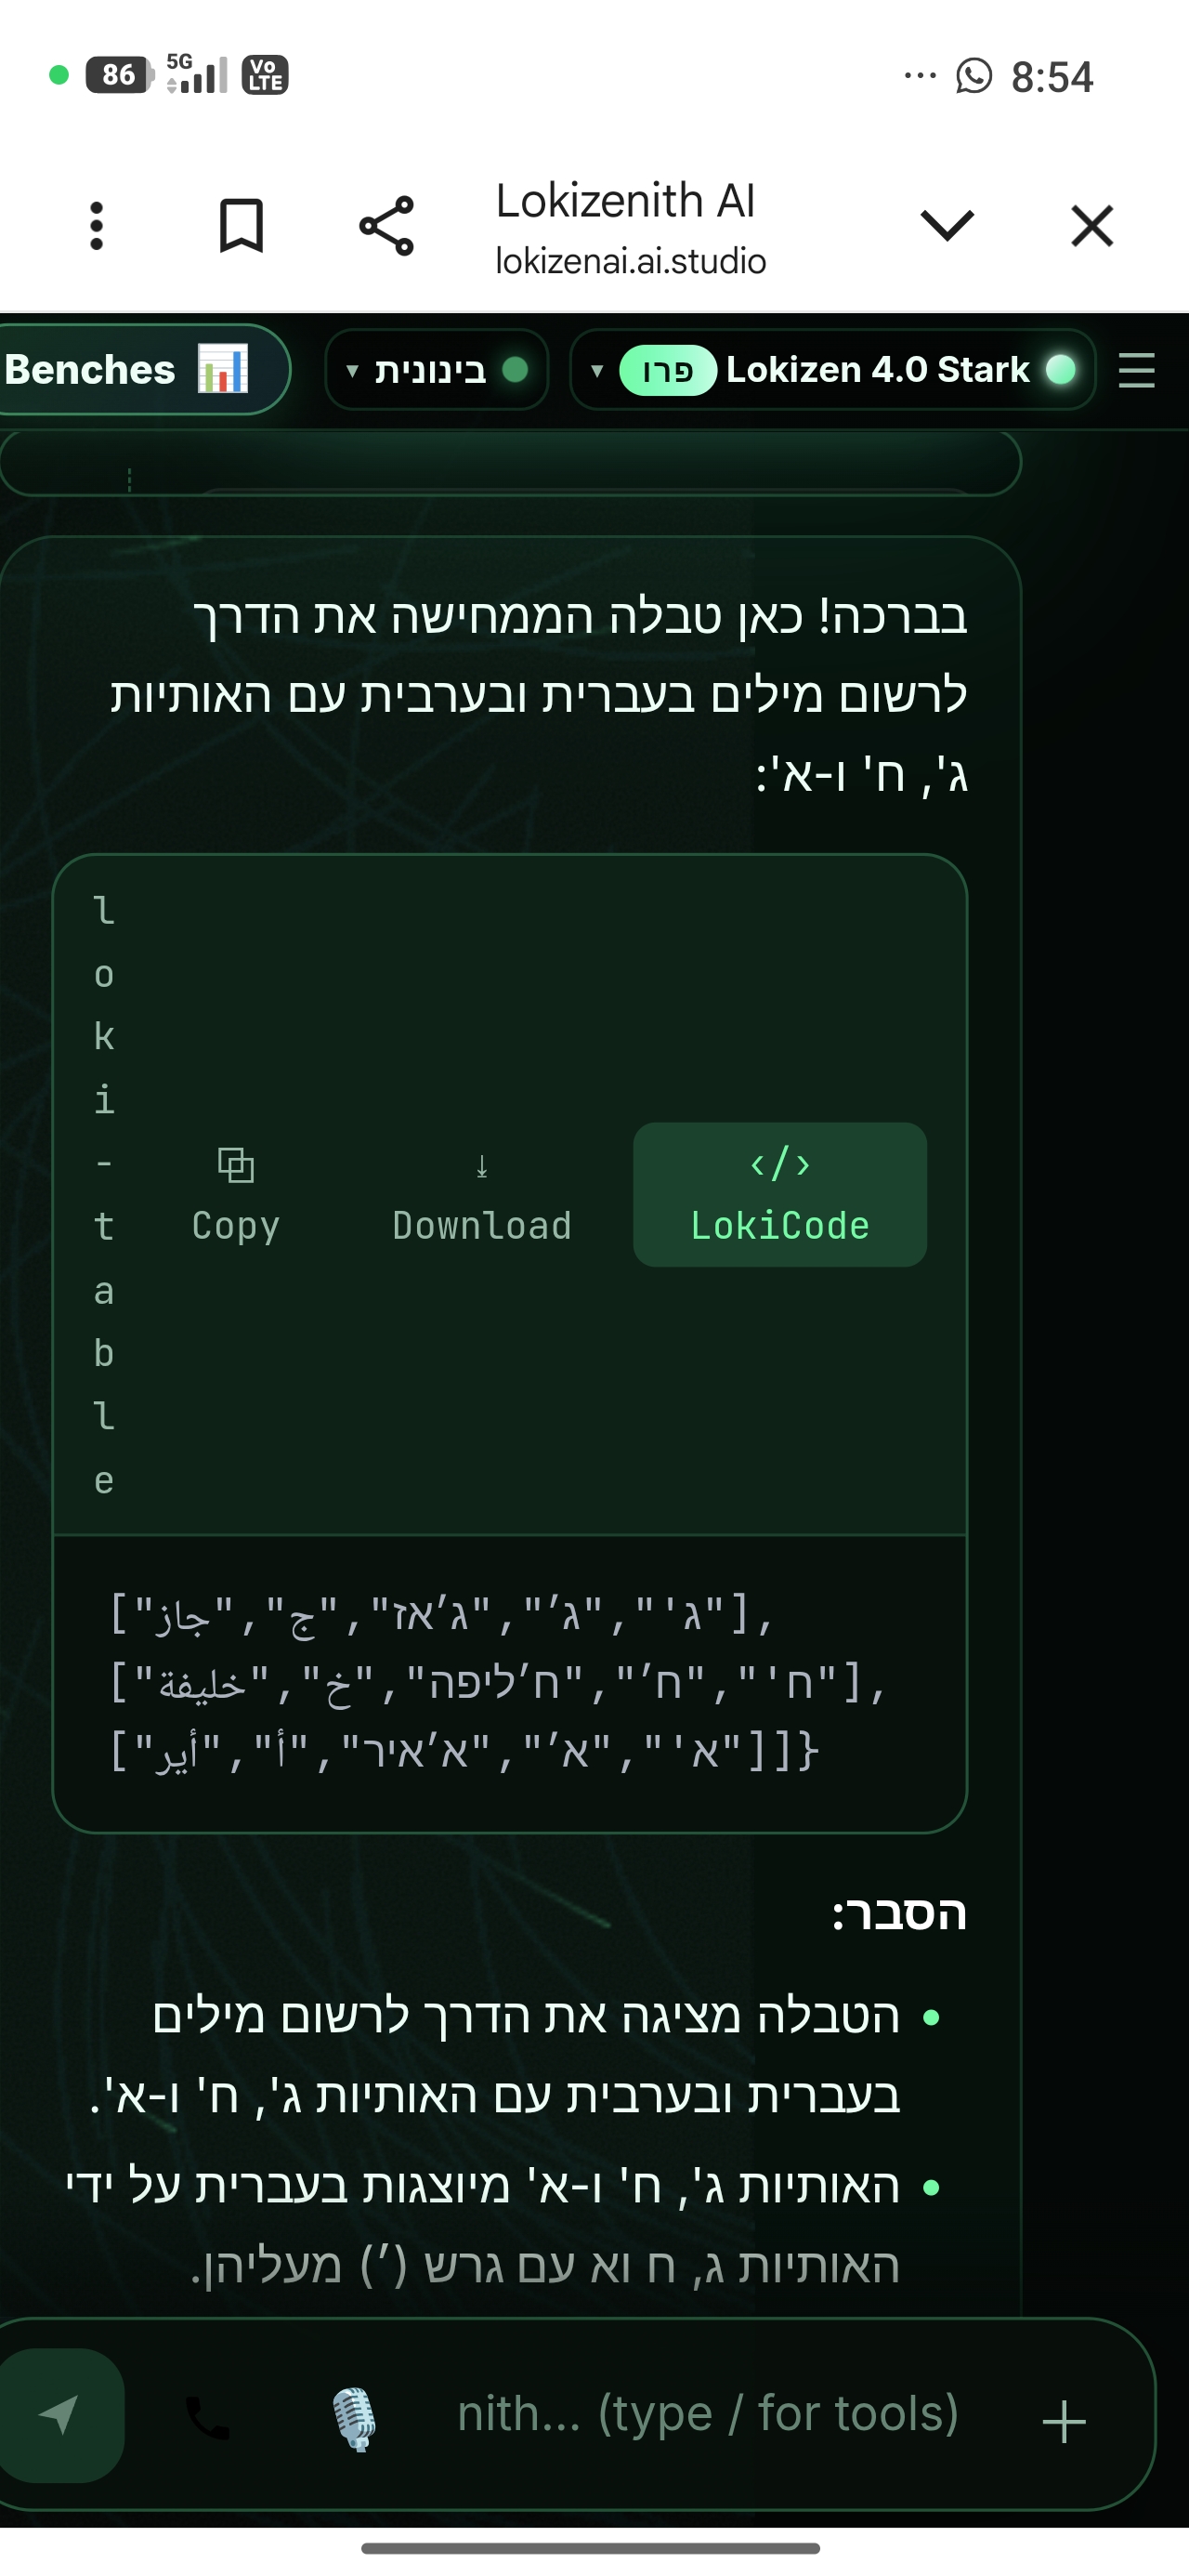 86 5G Vo LTE ... 8:54
Lokizenith AI
lokizenai.ai.studio
Benches 📊 בינונית ▾ Lokizen 4.0 Stark פרו ▾
בברכה! כאן טבלה הממחישה את הדרך
לרשום מילים בעברית ובערבית עם האותיות
ג', ח' ו-א':
loki-table
Copy
Download
</>
LokiCode
["ג'","ג’","ג’אז","ج","جاز"],
["ח'","ח’","ח’ליפה","خ","خليفة"],
["א'","א’","א’איר","أ","أير"]]}
הסבר:
• הטבלה מציגה את הדרך לרשום מילים
בעברית ובערבית עם האותיות ג', ח' ו-א'.
• האותיות ג', ח' ו-א' מיוצגות בעברית על ידי
האותיות ג, ח וא עם גרש (’) מעליהן.
nith... (type / for tools)